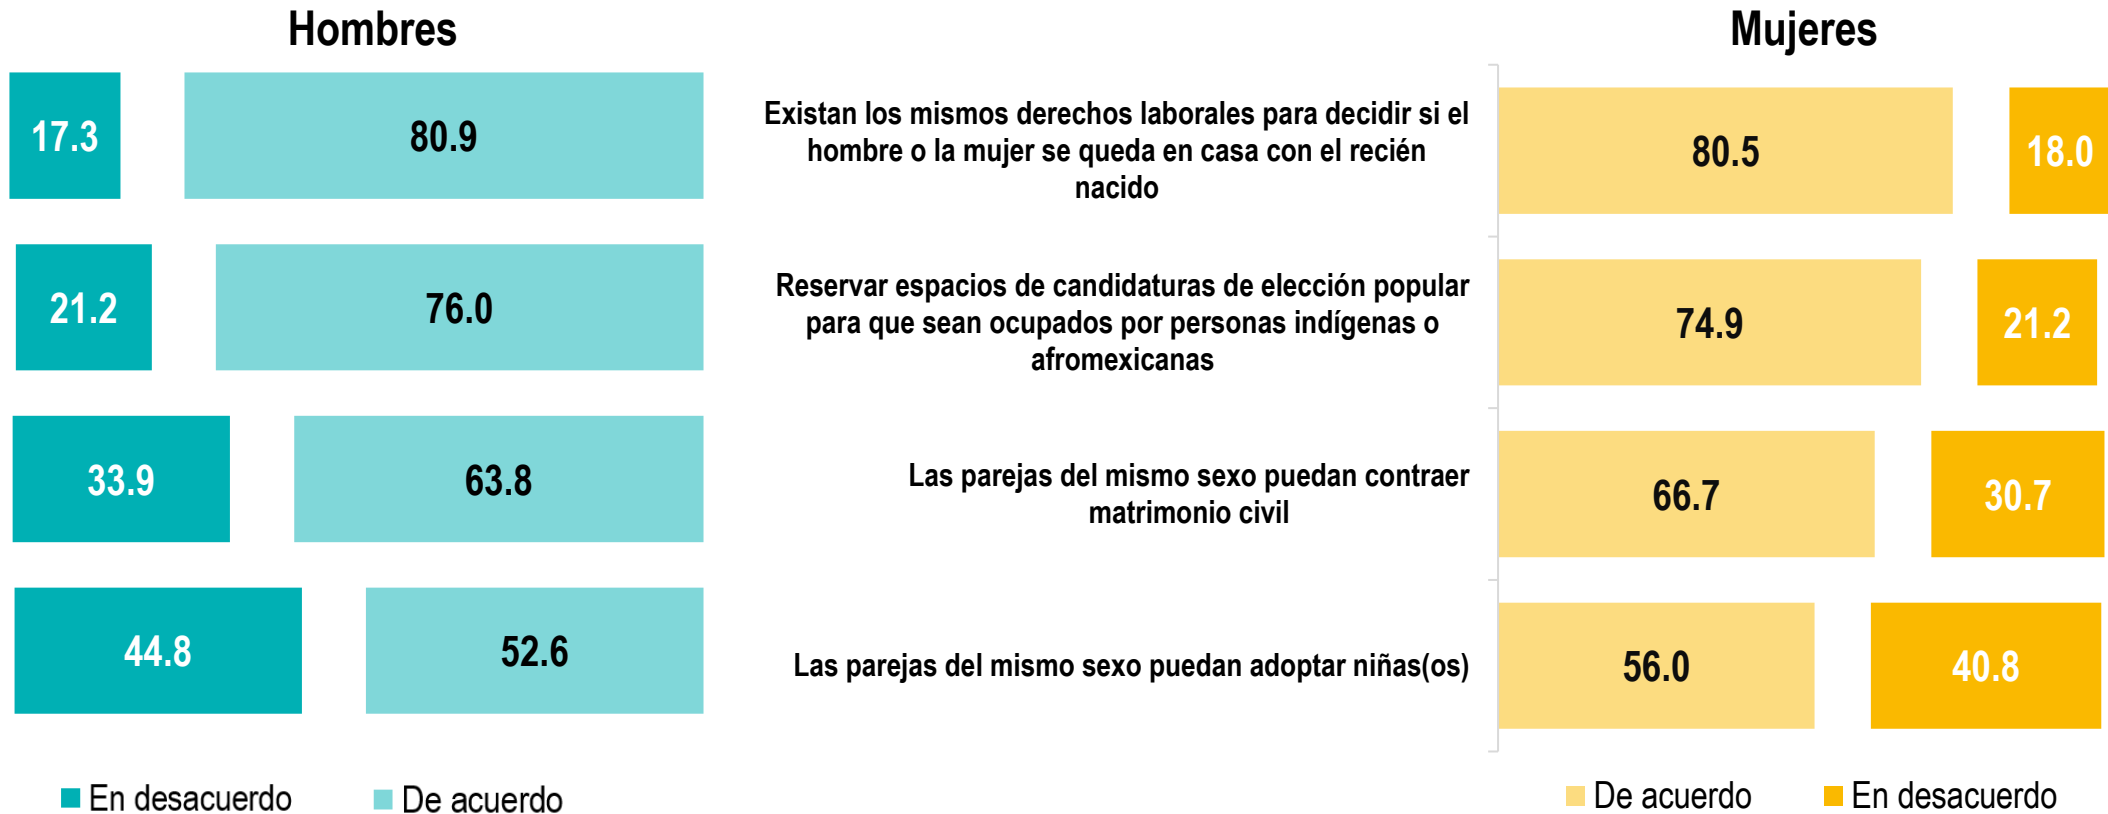 Hombres
Mujeres
17.3
80.9
Existan los mismos derechos laborales para decidir si el
hombre o la mujer se queda en casa con el recién
nacido
80.5
18.0
21.2
76.0
Reservar espacios de candidaturas de elección popular
para que sean ocupados por personas indígenas o
afromexicanas
74.9
21.2
33.9
63.8
Las parejas del mismo sexo puedan contraer
matrimonio civil
66.7
30.7
44.8
52.6
Las parejas del mismo sexo puedan adoptar niñas(os)
56.0
40.8
En desacuerdo
De acuerdo
De acuerdo
En desacuerdo